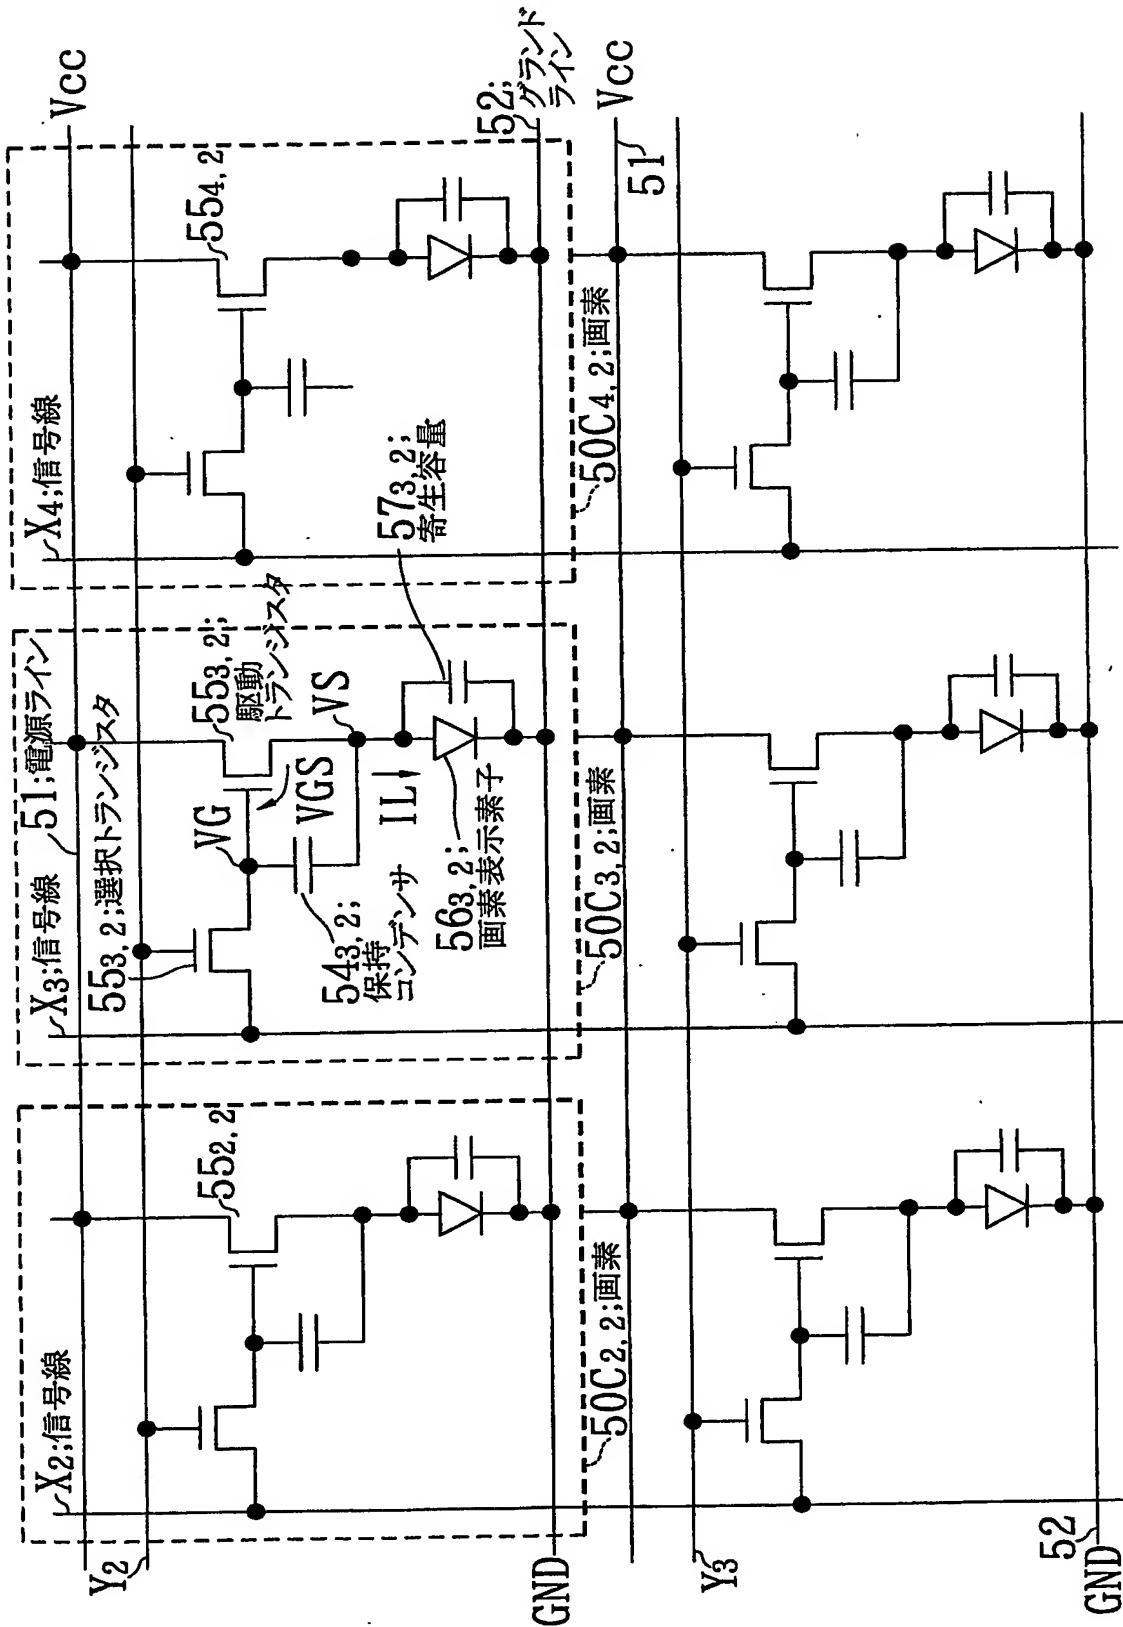 X2;信号線
X3;信号線
51;電源ライン
X4;信号線
Vcc
553,2;選択トランジスタ
552,2
553,2;
駆動
トランジスタ
554,2
Y2
VG
VGS
VS
543,2;
保持
コンデンサ
IL
563,2;
画素表示素子
573,2;
寄生容量
52;
グランド
ライン
GND
50C2,2;画素
50C3,2;画素
50C4,2;画素
Vcc
51
Y3
52
GND